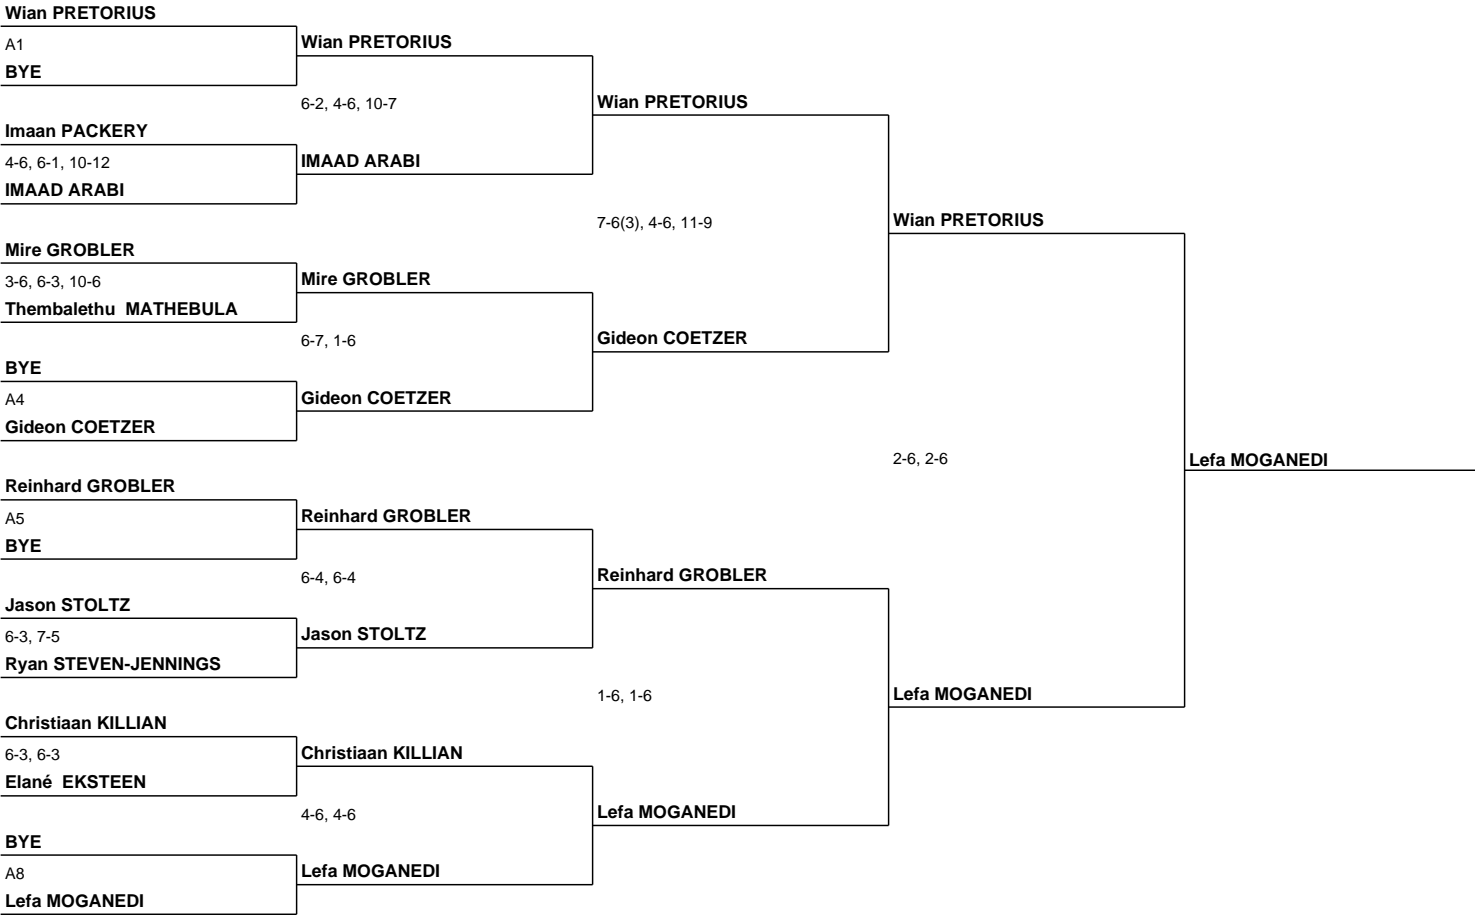 Wian PRETORIUS
A1
BYE
Imaan PACKERY
4-6, 6-1, 10-12
IMAAD ARABI
Mire GROBLER
3-6, 6-3, 10-6
Thembalethu  MATHEBULA
BYE
A4
Gideon COETZER
Reinhard GROBLER
A5
BYE
Jason STOLTZ
6-3, 7-5
Ryan STEVEN-JENNINGS
Christiaan KILLIAN
6-3, 6-3
Elané  EKSTEEN
BYE
A8
Lefa MOGANEDI
Wian PRETORIUS
6-2, 4-6, 10-7
IMAAD ARABI
Mire GROBLER
6-7, 1-6
Gideon COETZER
Reinhard GROBLER
6-4, 6-4
Jason STOLTZ
Christiaan KILLIAN
4-6, 4-6
Lefa MOGANEDI
Wian PRETORIUS
7-6(3), 4-6, 11-9
Gideon COETZER
Reinhard GROBLER
1-6, 1-6
Lefa MOGANEDI
Wian PRETORIUS
2-6, 2-6
Lefa MOGANEDI
Lefa MOGANEDI